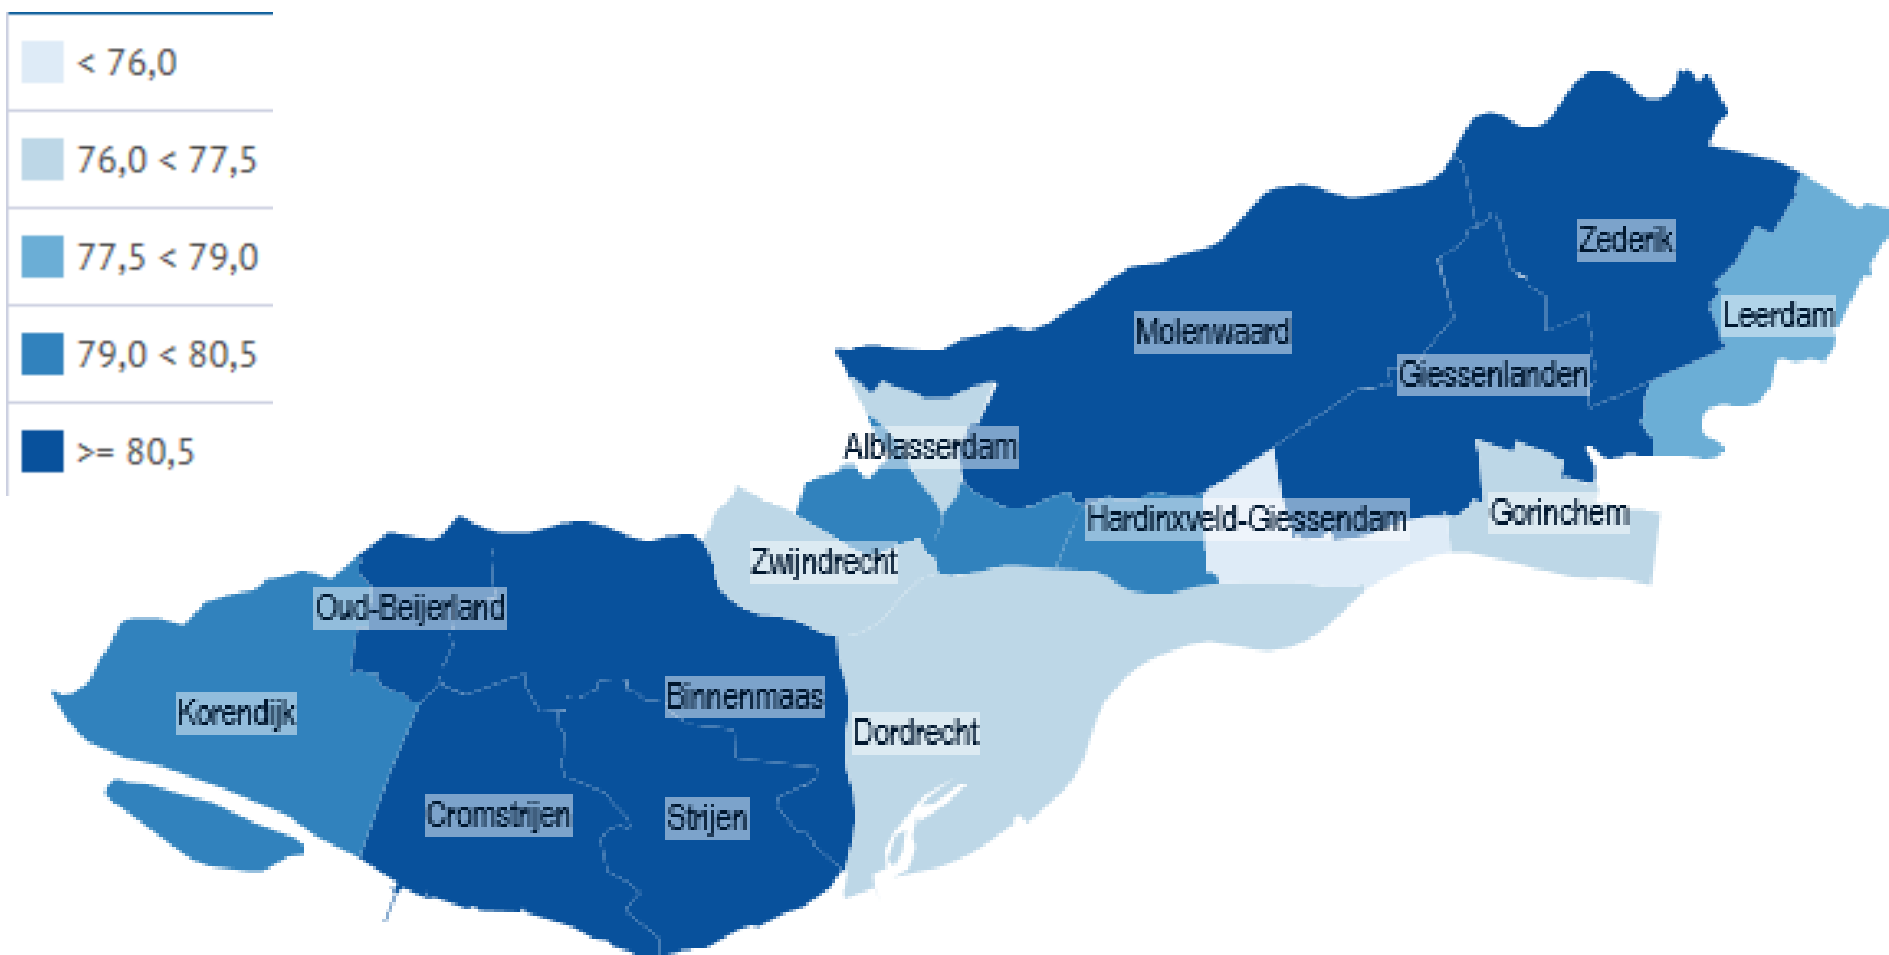 < 76,0
76,0 < 77,5
77,5 < 79,0
79,0 < 80,5
>= 80,5
Zederik
Leerdam
Molenwaard
Giessenlanden
Alblasserdam
Gorinchem
Hardinxveld-Giessendam
Zwijndrecht
Oud-Beijerland
Binnenmaas
Korendijk
Dordrecht
Cromstrijen
Strijen